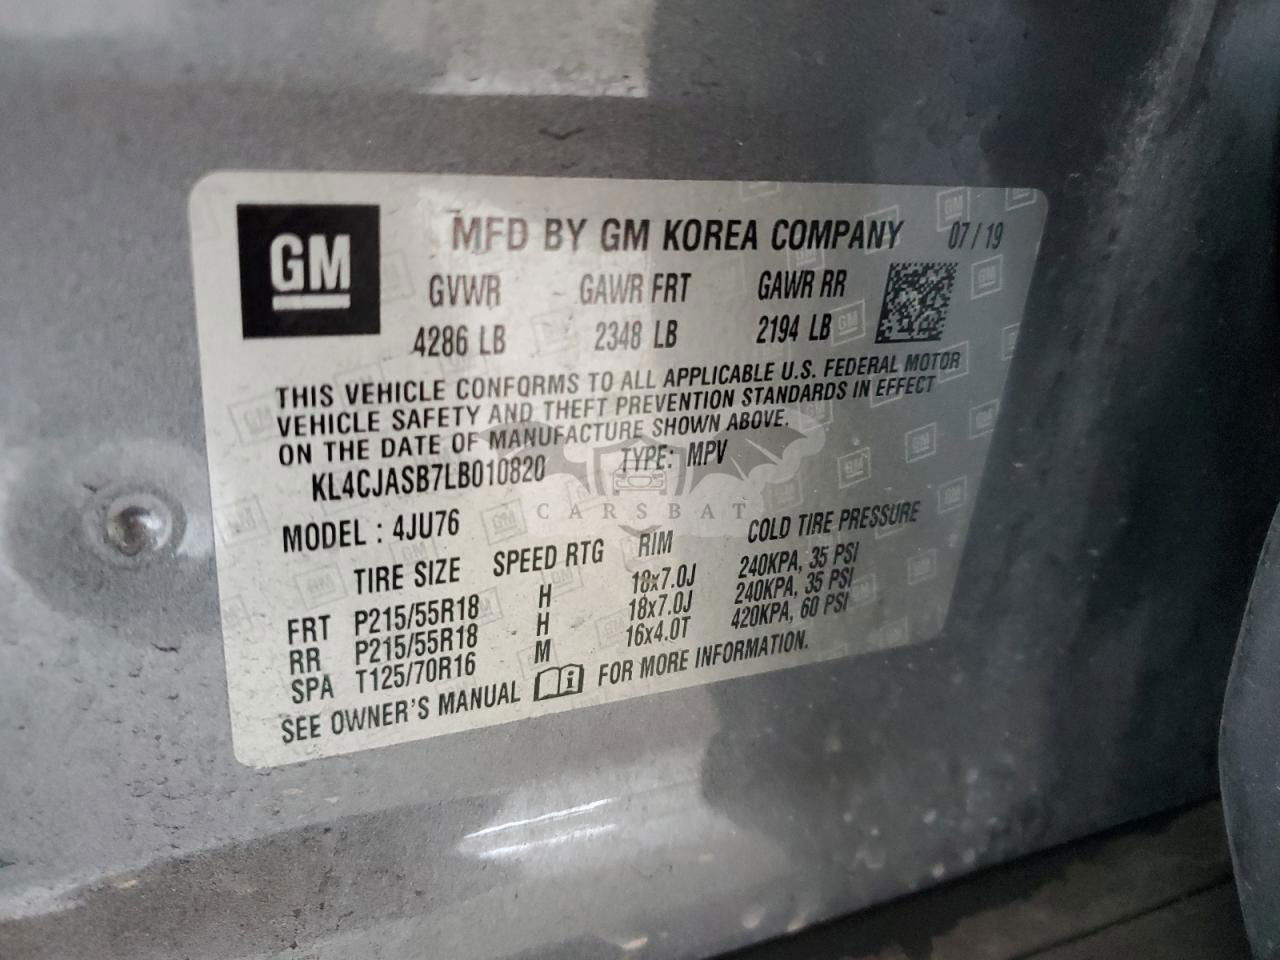 GM
MFD BY GM KOREA COMPANY 07/19
GVWR GAWR FRT GAWR RR
4286 LB 2348 LB 2194 LB
THIS VEHICLE CONFORMS TO ALL APPLICABLE U.S. FEDERAL MOTOR
VEHICLE SAFETY AND THEFT PREVENTION STANDARDS IN EFFECT
ON THE DATE OF MANUFACTURE SHOWN ABOVE.
KL4CJASB7LB010820 TYPE: MPV
CARSBAT
MODEL : 4JU76
TIRE SIZE SPEED RTG RIM COLD TIRE PRESSURE
FRT P215/55R18 H 18x7.0J 240KPA, 35 PSI
RR P215/55R18 H 18x7.0J 240KPA, 35 PSI
SPA T125/70R16 M 16x4.0T 420KPA, 60 PSI
SEE OWNER'S MANUAL i FOR MORE INFORMATION.